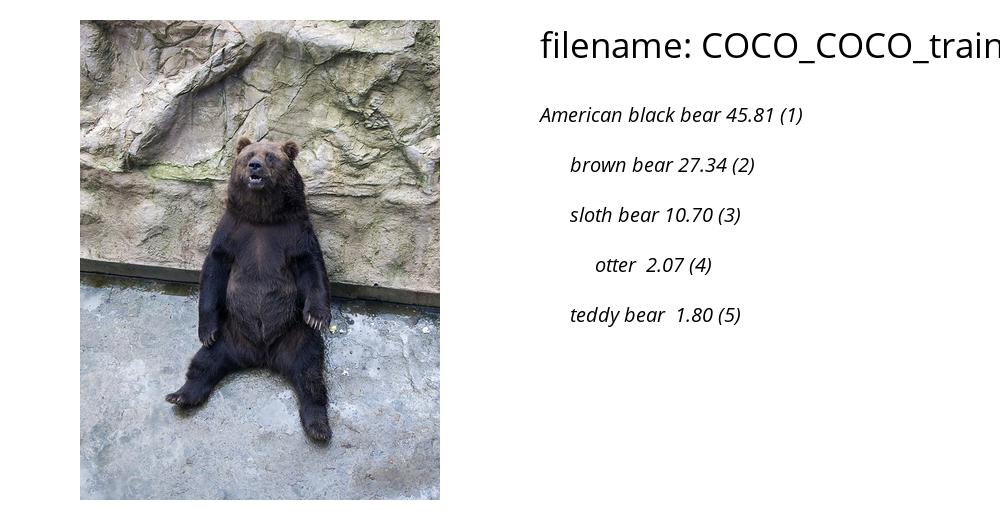 filename: COCO_COCO_train
American black bear 45.81 (1)
brown bear 27.34 (2)
sloth bear 10.70 (3)
otter 2.07 (4)
teddy bear 1.80 (5)